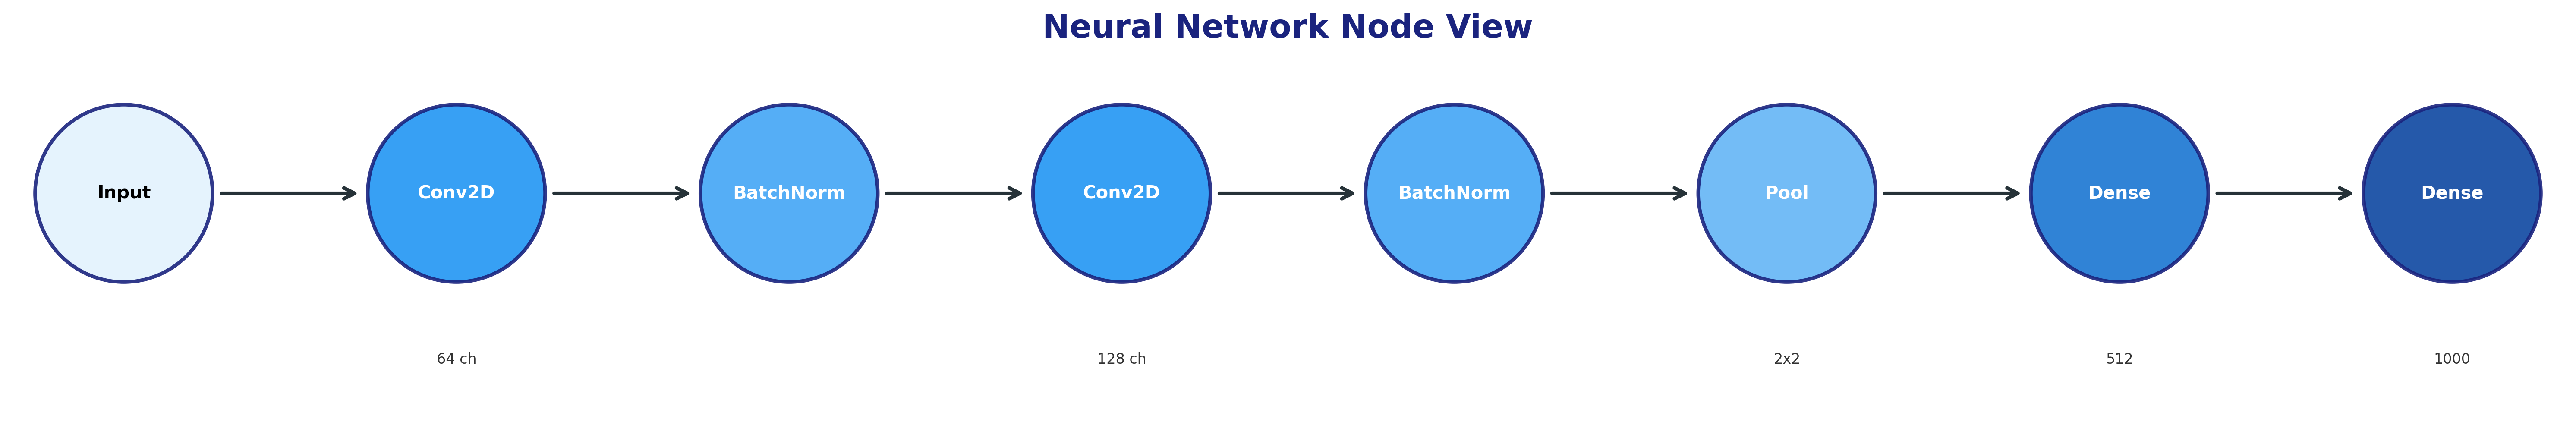 Neural Network Node View
Input
Conv2D
BatchNorm
Conv2D
BatchNorm
Pool
Dense
Dense
64 ch
128 ch
2x2
512
1000